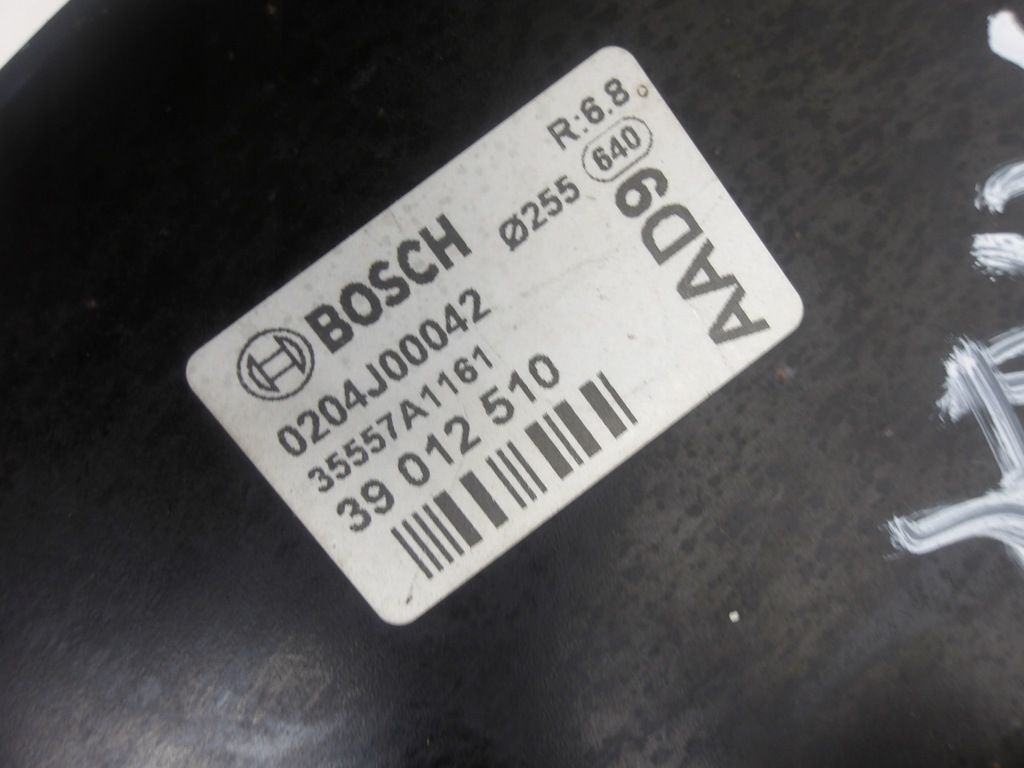 BOSCH Ø255 R:6.8
640
0204J00042
35557A1161
39 012 510
AAD9